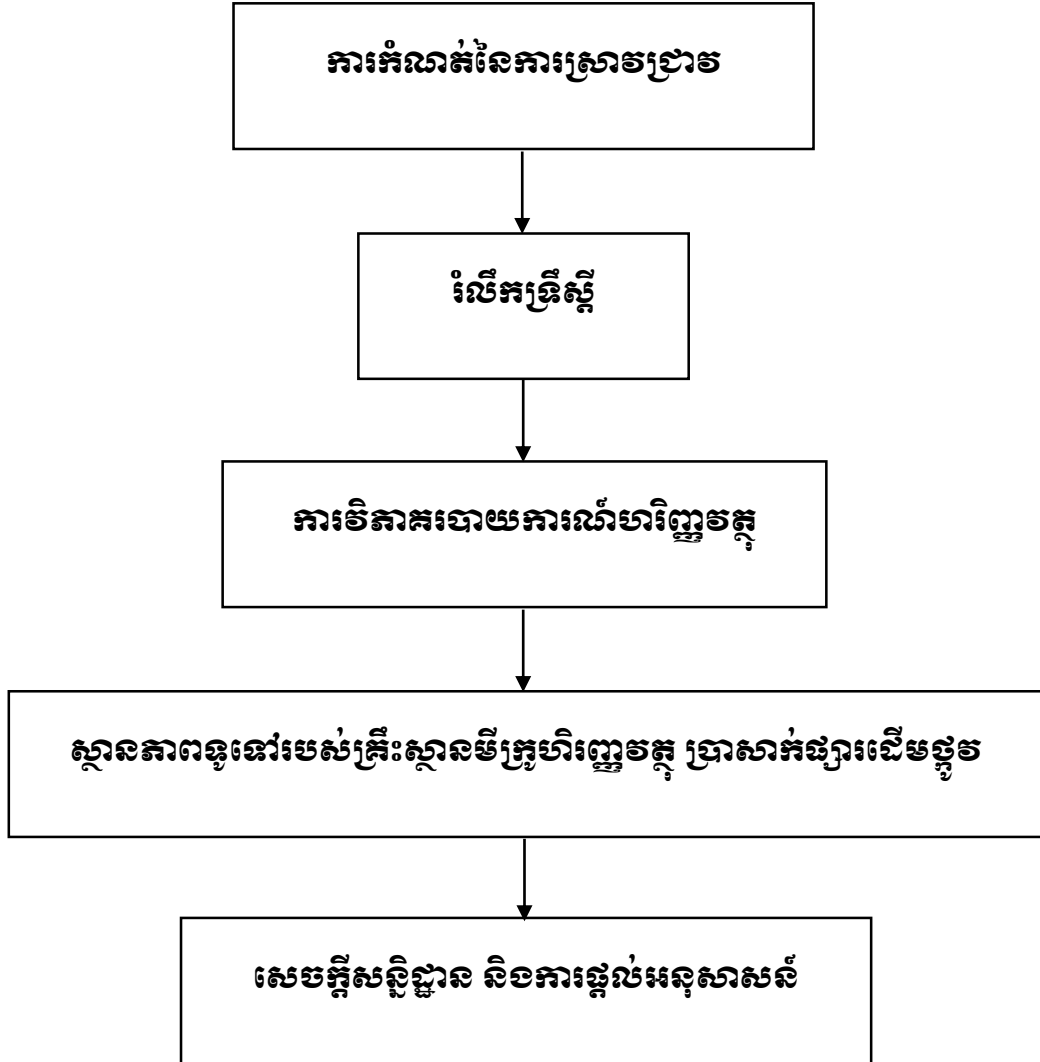 ការកំណត់នៃការស្រាវជ្រាវ
រំលឹកទ្រឹស្តី
ការវិភាគរបាយការណ៍ហរិញ្ញវត្ថុ
ស្ថានភាពទូទៅរបស់គ្រឹះស្ថានមីក្រូហិរញ្ញវត្ថុ ប្រាសាក់ផ្សារដើមថ្កូវ
សេចក្តីសន្និដ្ឋាន និងការផ្តល់អនុសាសន៍